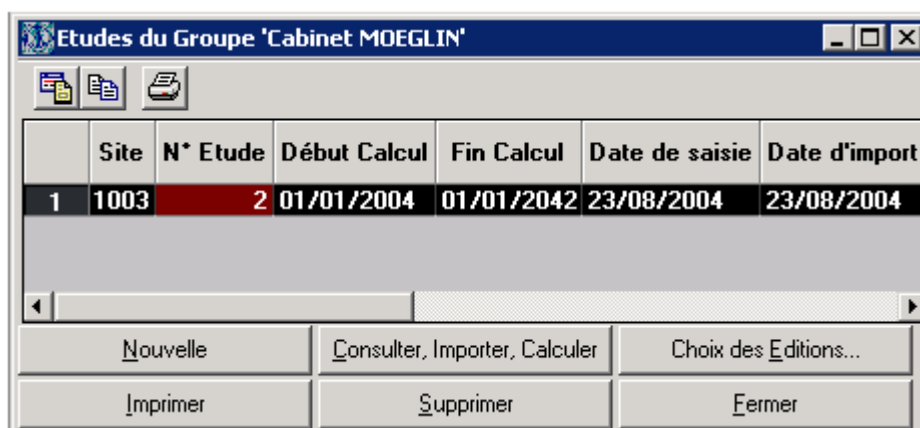 Etudes du Groupe 'Cabinet MOEGLIN'
Site N° Etude Début Calcul Fin Calcul Date de saisie Date d'import
1 1003 2 01/01/2004 01/01/2042 23/08/2004 23/08/2004
Nouvelle Consulter, Importer, Calculer Choix des Editions...
Imprimer Supprimer Fermer